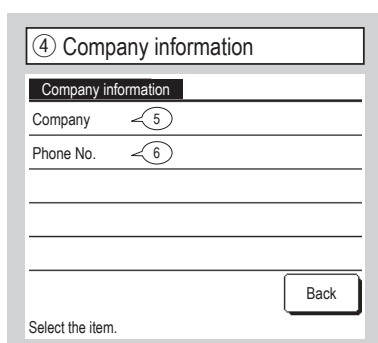 ④ Company information
Company information
Company 5
Phone No. 6
Back
Select the item.